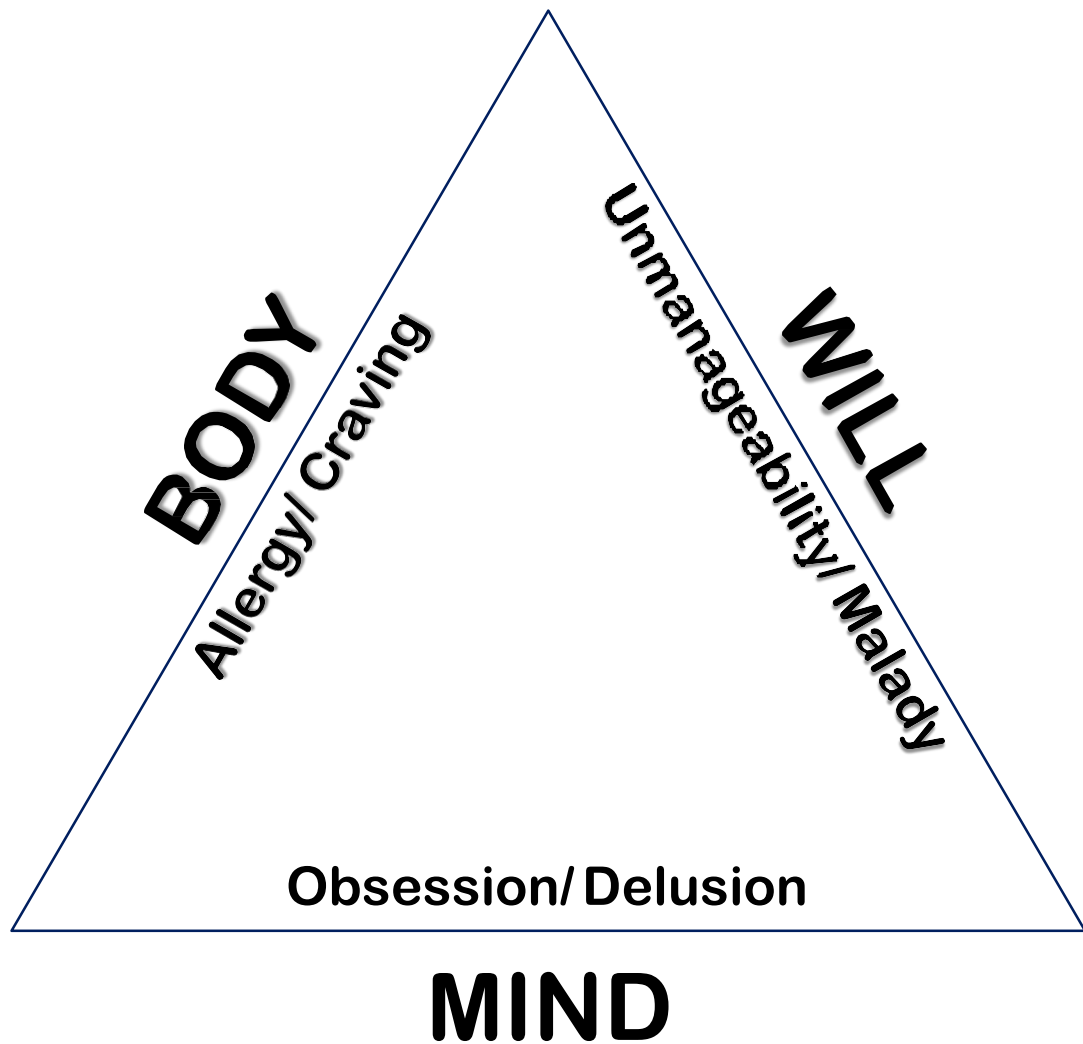 BODY
Allergy/ Craving
WILL
Unmanageability/ Malady
Obsession/ Delusion
MIND